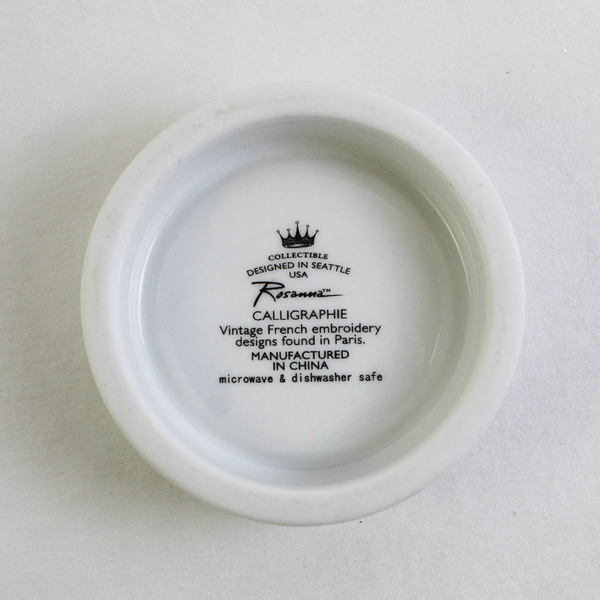 COLLECTIBLE
DESIGNED IN SEATTLE
USA
Rosanna™
CALLIGRAPHIE
Vintage French embroidery
designs found in Paris.
MANUFACTURED
IN CHINA
microwave & dishwasher safe